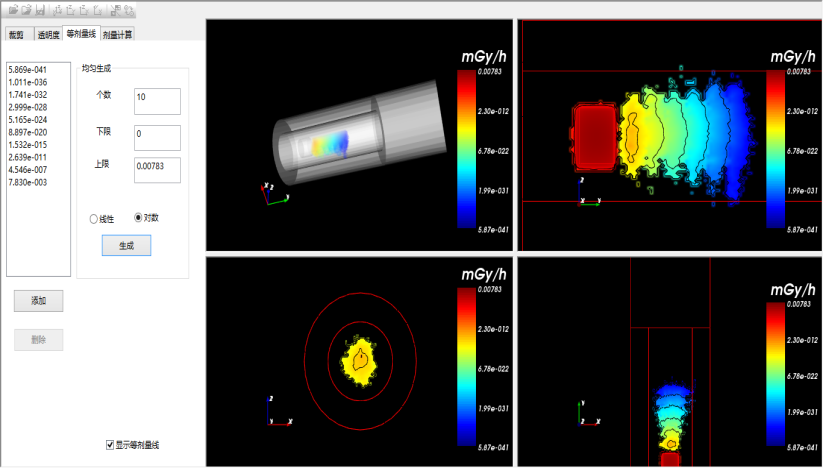 裁剪 透明度 等剂量线 剂量计算
5.869e-041
1.011e-036
1.741e-032
2.999e-028
5.165e-024
8.897e-020
1.532e-015
2.639e-011
4.546e-007
7.830e-003
均匀生成
个数 10
下限 0
上限 0.00783
线性 对数
生成
添加
删除
显示等剂量线
mGy/h
0.00783
2.30e-012
6.78e-022
1.99e-031
5.87e-041
X Z Y
mGy/h
0.00783
2.30e-012
6.78e-022
1.99e-031
5.87e-041
Z
X Y
mGy/h
0.00783
2.30e-012
6.78e-022
1.99e-031
5.87e-041
Z
Y X
mGy/h
0.00783
2.30e-012
6.78e-022
1.99e-031
5.87e-041
Y
Z X